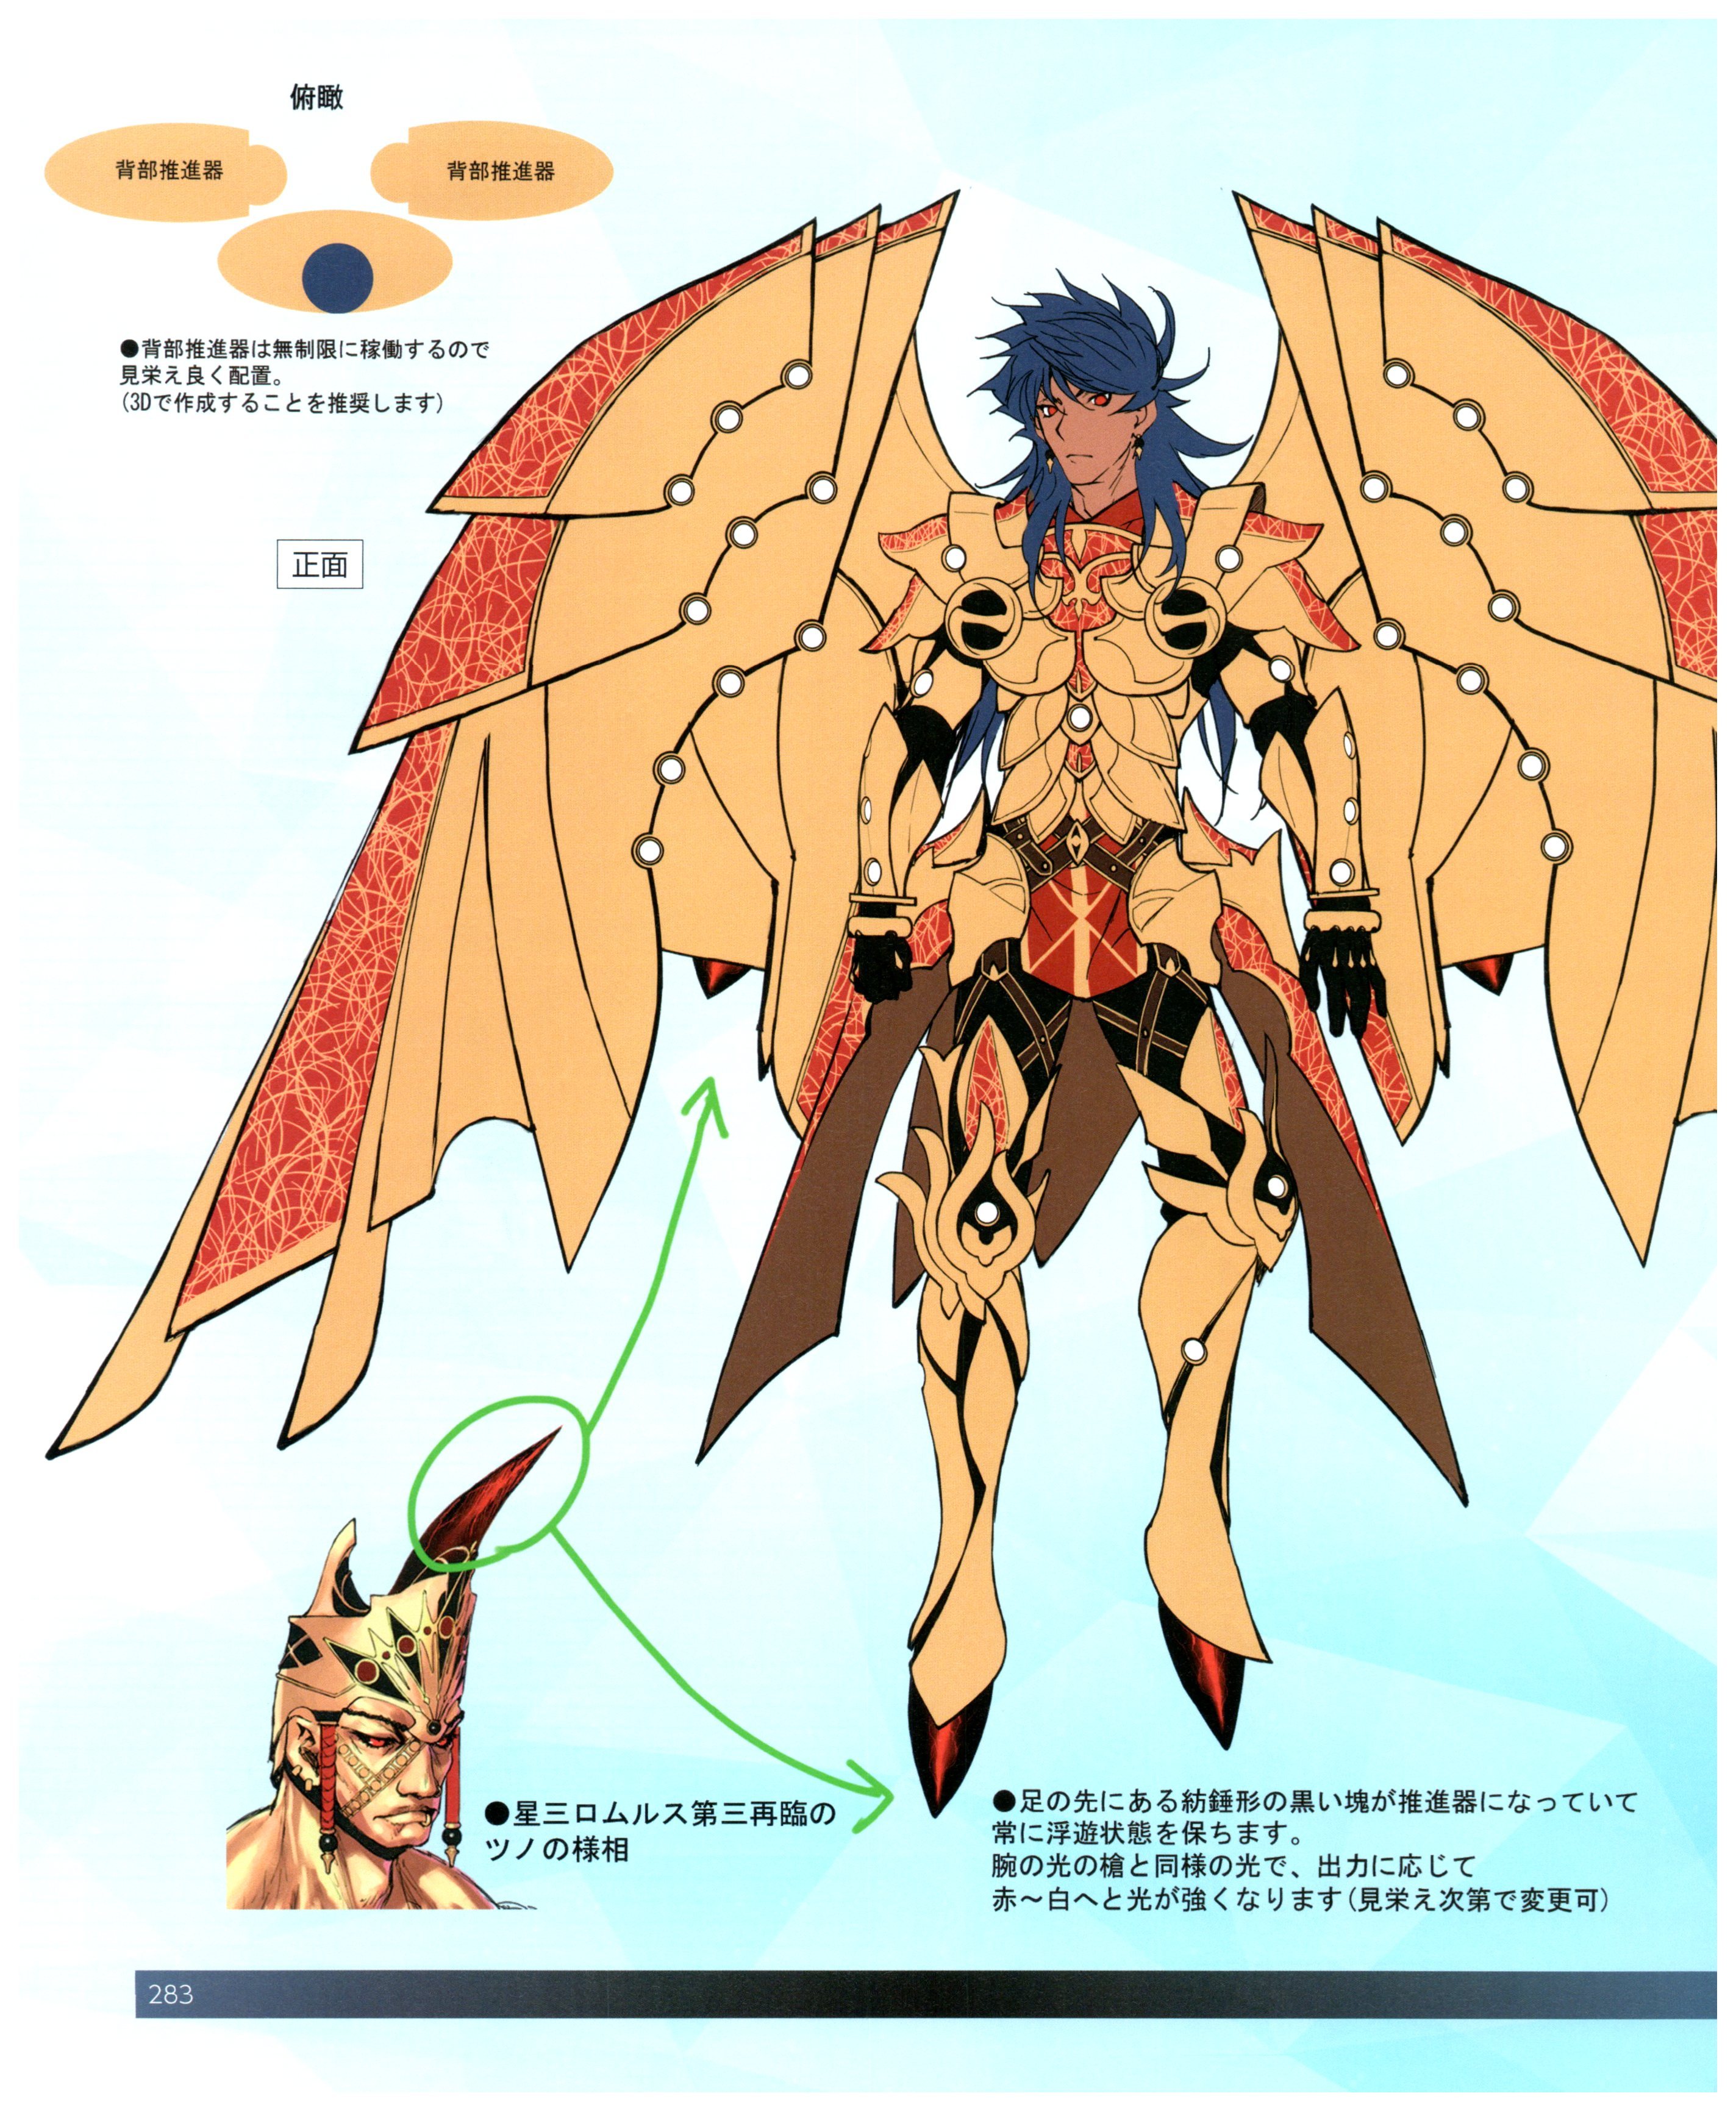 俯瞰
背部推進器
背部推進器
●背部推進器は無制限に稼働するので
見栄え良く配置。
(3Dで作成することを推奨します)
正面
●星三ロムルス第三再臨の
ツノの様相
●足の先にある紡錘形の黒い塊が推進器になっていて
常に浮遊状態を保ちます。
腕の光の槍と同様の光で、出力に応じて
赤～白へと光が強くなります(見栄え次第で変更可)
283